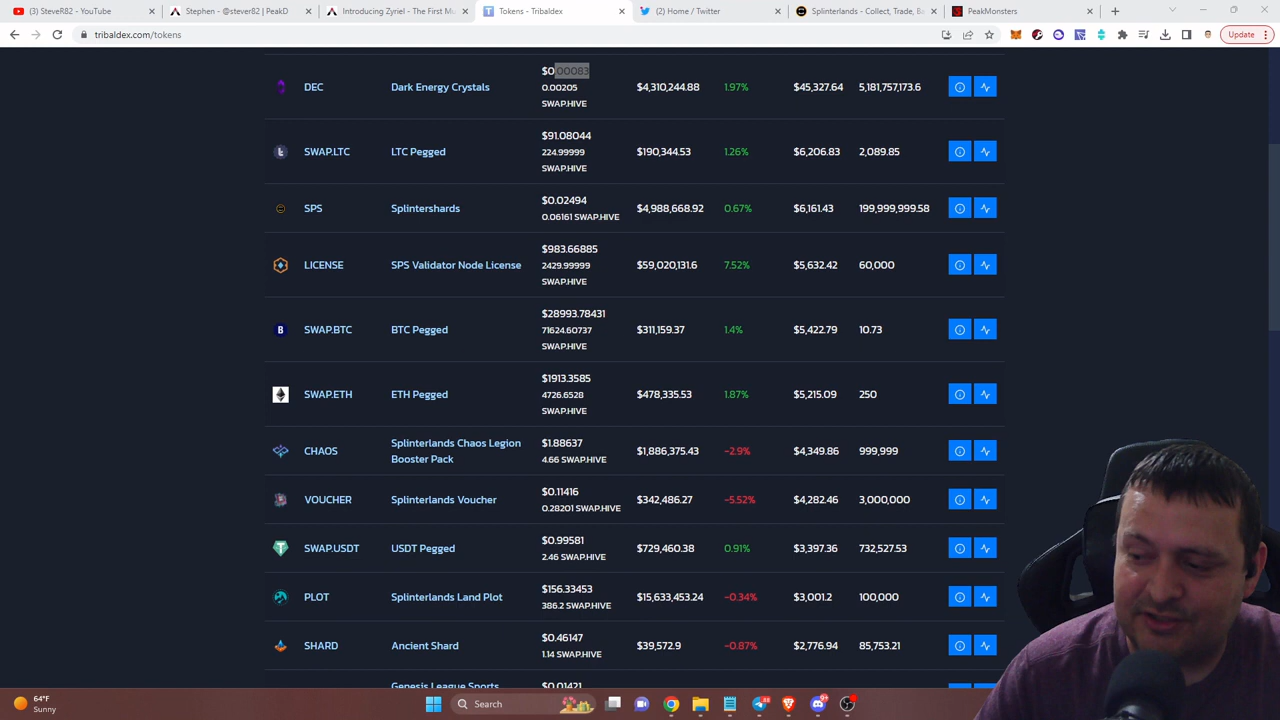 (3) SteveR82 - YouTube
Stephen - @stever82 | PeakD
Introducing Zyriel - The First Mu
Tokens - Tribaldex
(2) Home / Twitter
Splinterlands - Collect, Trade, Ba
PeakMonsters
tribaldex.com/tokens
Update
DEC Dark Energy Crystals $0.00083 $4,310,244.88 1.97% $45,327.64 5,181,757,173.6
0.00205
SWAP.HIVE
SWAP.LTC LTC Pegged $91.08044 $190,344.53 1.26% $6,206.83 2,089.85
224.99999
SWAP.HIVE
SPS Splintershards $0.02494 $4,988,668.92 0.67% $6,161.43 199,999,999.58
0.06161 SWAP.HIVE
LICENSE SPS Validator Node License $983.66885 $59,020,131.6 7.52% $5,632.42 60,000
2429.99999
SWAP.HIVE
SWAP.BTC BTC Pegged $28993.78431 $311,159.37 1.4% $5,422.79 10.73
71624.60737
SWAP.HIVE
SWAP.ETH ETH Pegged $1913.3585 $478,335.53 1.87% $5,215.09 250
4726.6528
SWAP.HIVE
CHAOS Splinterlands Chaos Legion $1.88637 $1,886,375.43 -2.9% $4,349.86 999,999
Booster Pack 4.66 SWAP.HIVE
VOUCHER Splinterlands Voucher $0.11416 $342,486.27 -5.52% $4,282.46 3,000,000
0.28201 SWAP.HIVE
SWAP.USDT USDT Pegged $0.99581 $729,460.38 0.91% $3,397.36 732,527.53
2.46 SWAP.HIVE
PLOT Splinterlands Land Plot $156.33453 $15,633,453.24 -0.34% $3,001.2 100,000
386.2 SWAP.HIVE
SHARD Ancient Shard $0.46147 $39,572.9 -0.87% $2,776.94 85,753.21
1.14 SWAP.HIVE
Genesis League Sports $0.01421
64°F
Sunny
Search